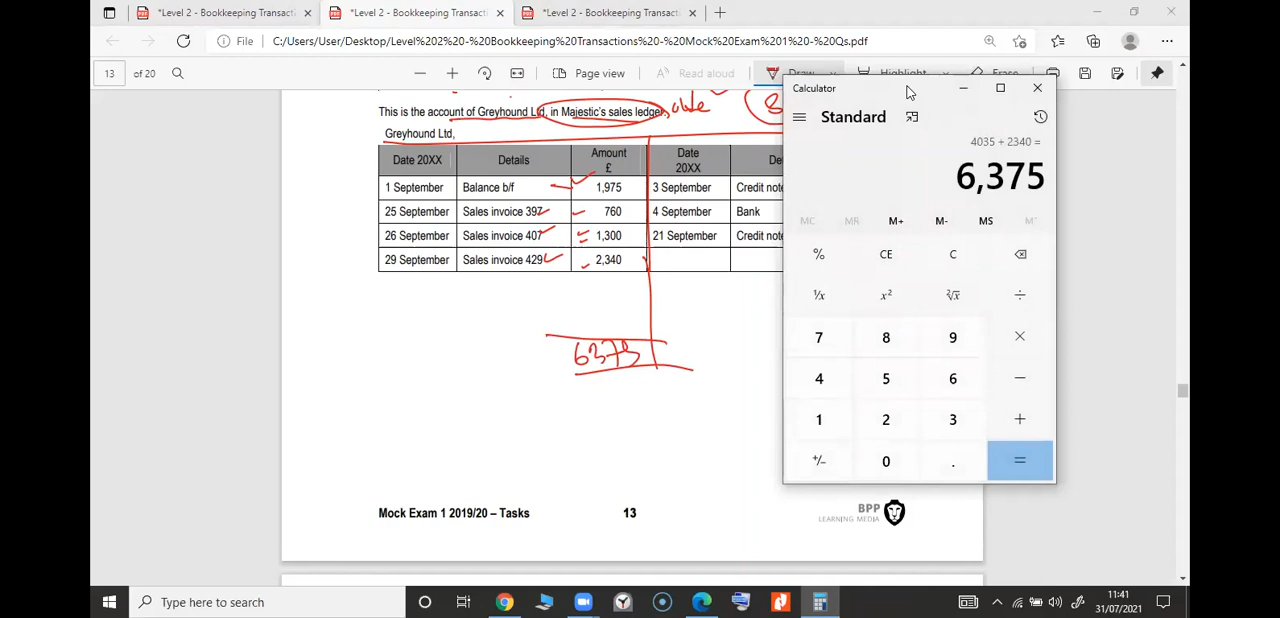 *Level 2 - Bookkeeping Transacti
*Level 2 - Bookkeeping Transacti
*Level 2 - Bookkeeping Transacti
File C:/Users/User/Desktop/Level%202%20-%20Bookkeeping%20Transactions%20-%20Mock%20Exam%201%20-%20Qs.pdf
13 of 20 Page view Read aloud Draw Highlight Erase
This is the account of Greyhound Ltd, in Majestic's sales ledger.
Greyhound Ltd,
Date 20XX Details Amount £ Date 20XX Det
1 September Balance b/f 1,975 3 September Credit note
25 September Sales invoice 397 760 4 September Bank
26 September Sales invoice 407 1,300 21 September Credit note
29 September Sales invoice 429 2,340
6375
Calculator
Standard
4035 + 2340 =
6,375
MC MR M+ M- MS M˅
% CE C
¹/x x² ²√x ÷
7 8 9 ×
4 5 6 −
1 2 3 +
+/− 0 . =
Mock Exam 1 2019/20 – Tasks 13 BPP
LEARNING MEDIA
Type here to search
11:41
31/07/2021